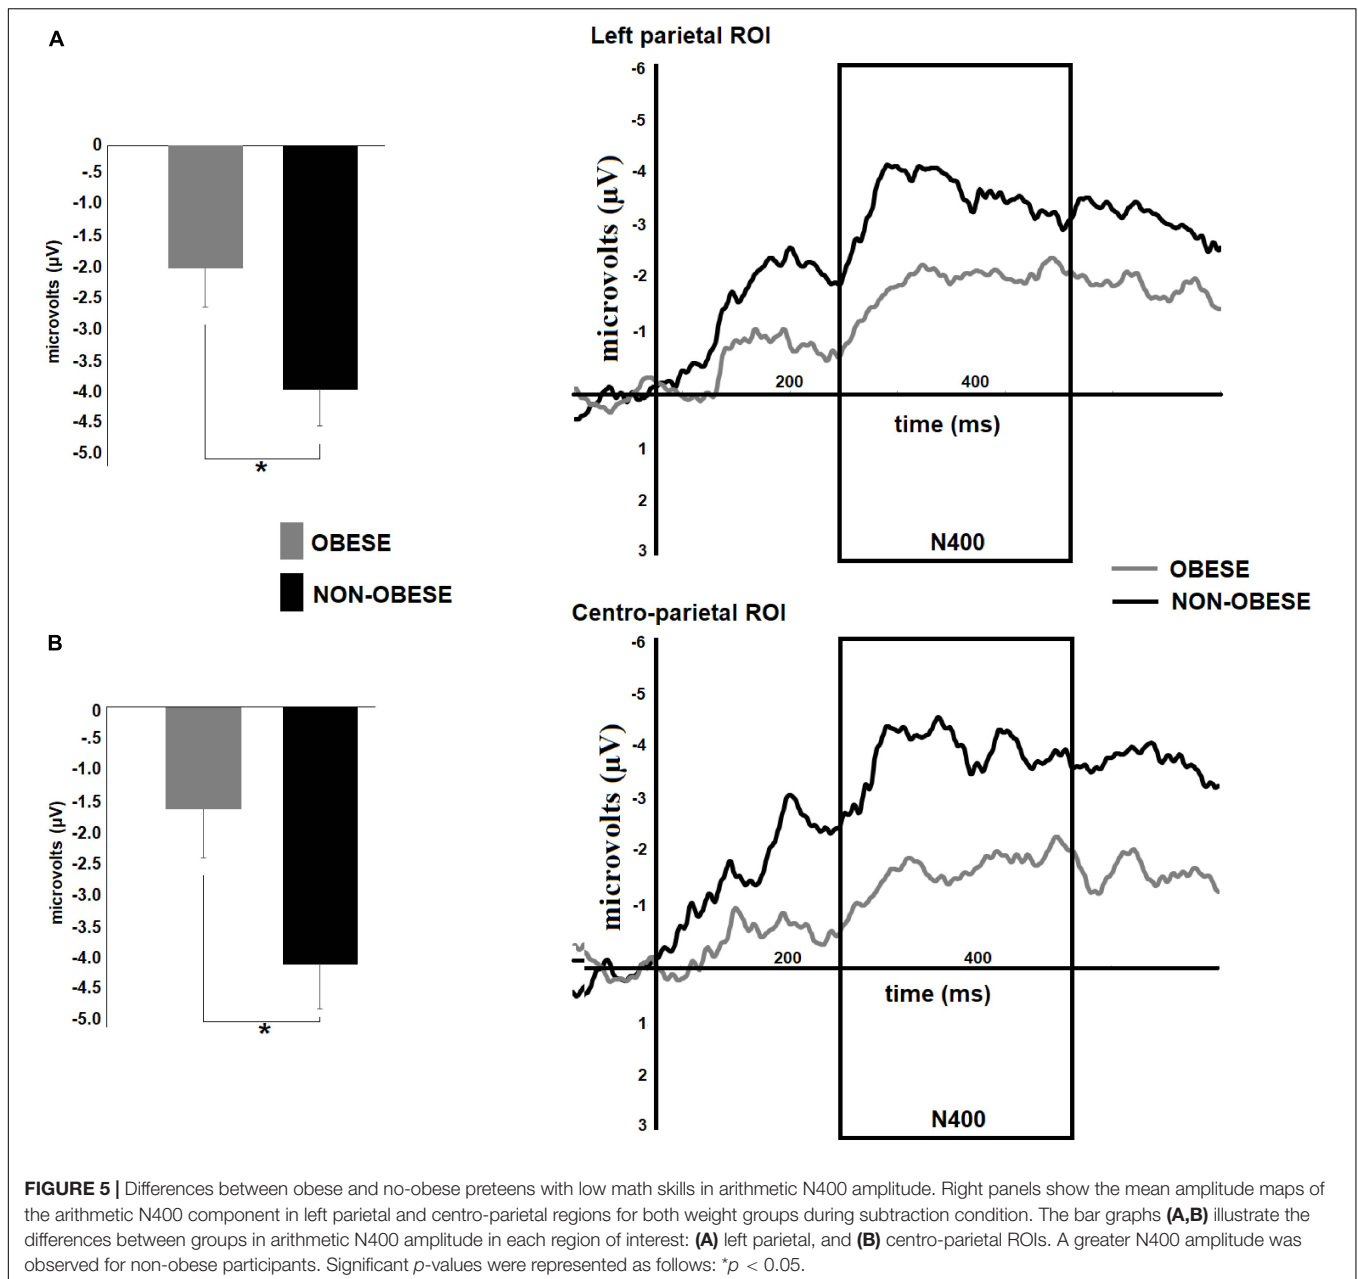 A
Left parietal ROI
0
-.5
-1.0
-1.5
-2.0
-2.5
-3.0
-3.5
-4.0
-4.5
-5.0
microvolts (µV)
*
-6
-5
-4
-3
-2
-1
1
2
3
microvolts (µV)
200
400
time (ms)
N400
OBESE
NON-OBESE
OBESE
NON-OBESE
B
Centro-parietal ROI
0
-.5
-1.0
-1.5
-2.0
-2.5
-3.0
-3.5
-4.0
-4.5
-5.0
microvolts (µV)
*
-6
-5
-4
-3
-2
-1
1
2
3
microvolts (µV)
200
400
time (ms)
N400
FIGURE 5 | Differences between obese and no-obese preteens with low math skills in arithmetic N400 amplitude. Right panels show the mean amplitude maps of
the arithmetic N400 component in left parietal and centro-parietal regions for both weight groups during subtraction condition. The bar graphs (A,B) illustrate the
differences between groups in arithmetic N400 amplitude in each region of interest: (A) left parietal, and (B) centro-parietal ROIs. A greater N400 amplitude was
observed for non-obese participants. Significant p-values were represented as follows: *p < 0.05.